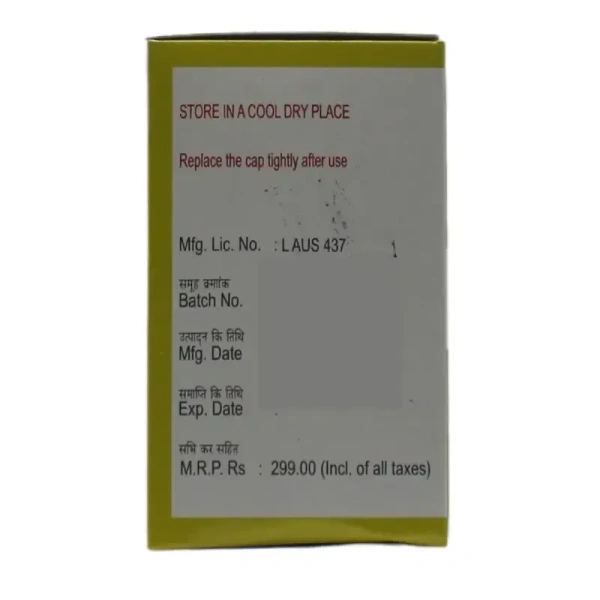 STORE IN A COOL DRY PLACE
Replace the cap tightly after use
Mfg. Lic. No. : L AUS 437
1
समूह क्रमांक
Batch No.
उत्पादन कि तिथि
Mfg. Date
समाप्ति कि तिथि
Exp. Date
सभि कर सहित
M.R.P. Rs : 299.00 (Incl. of all taxes)